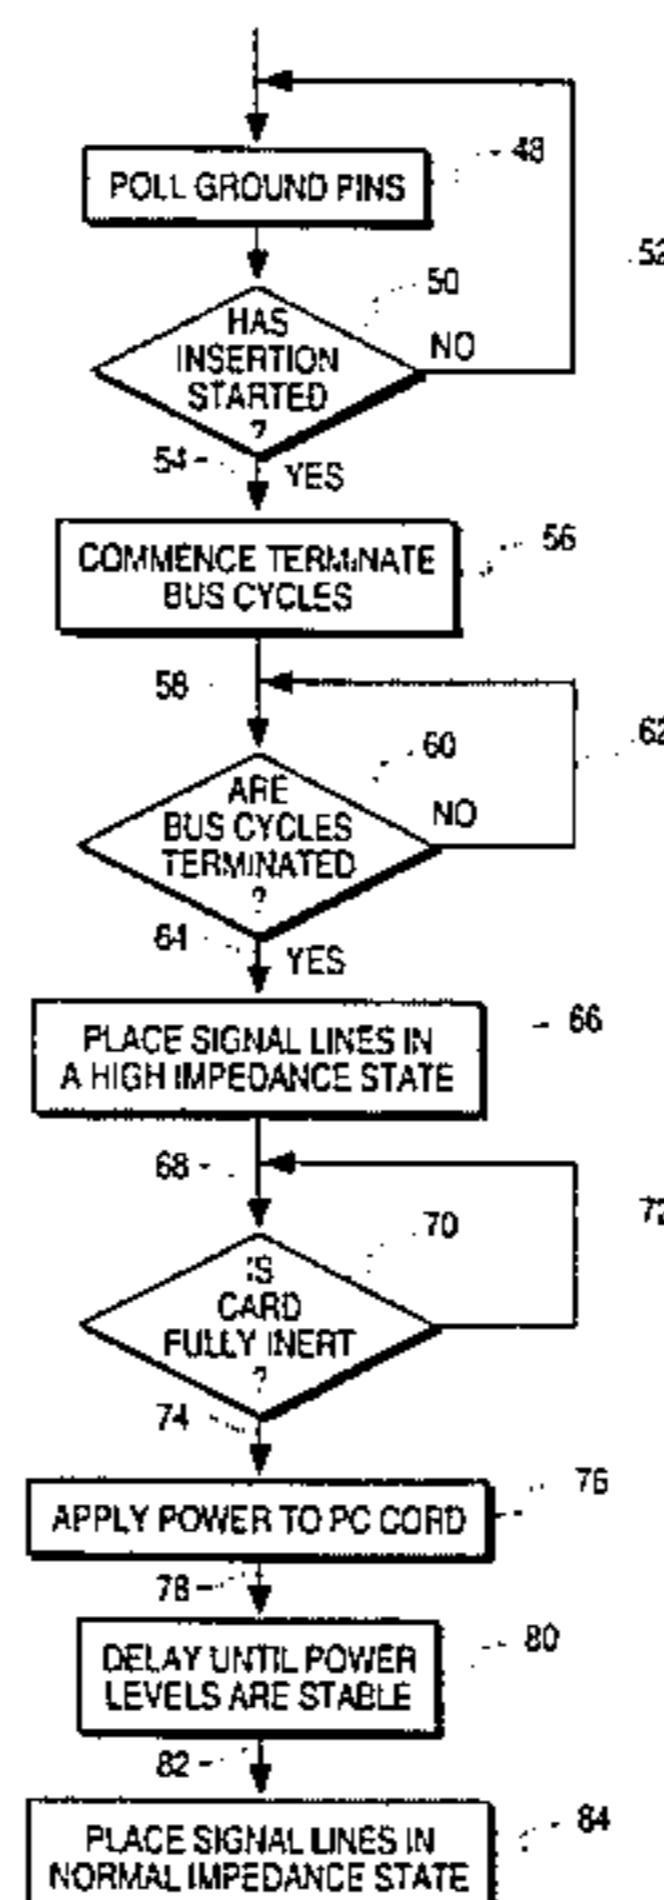 48
POLL GROUND PINS
52
50
HAS
INSERTION
STARTED
?
NO
54
YES
56
COMMENCE TERMINATE
BUS CYCLES
58
62
60
ARE
BUS CYCLES
TERMINATED
?
NO
64
YES
66
PLACE SIGNAL LINES IN
A HIGH IMPEDANCE STATE
68
72
70
IS
CARD
FULLY INERT
?
74
76
APPLY POWER TO PC CORD
78
80
DELAY UNTIL POWER
LEVELS ARE STABLE
82
84
PLACE SIGNAL LINES IN
NORMAL IMPEDANCE STATE